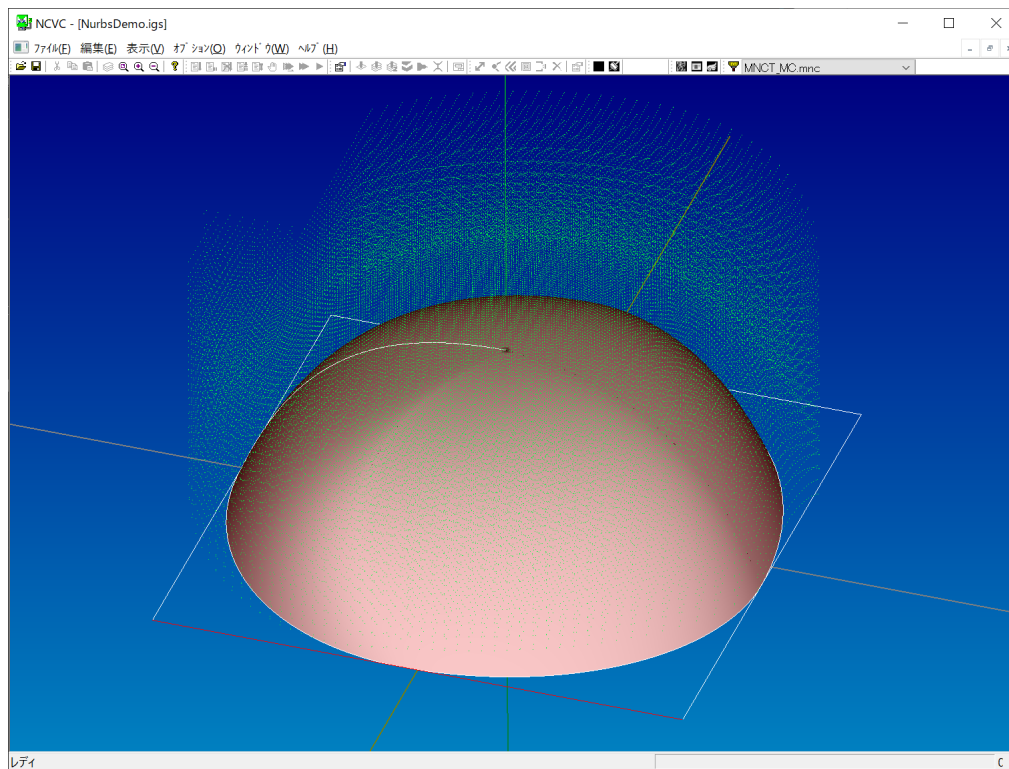 NCVC - [NurbsDemo.igs]
ファイル(F) 編集(E) 表示(V) オプション(O) ウィンドウ(W) ヘルプ(H)
MNCT_MC.mnc
レディ